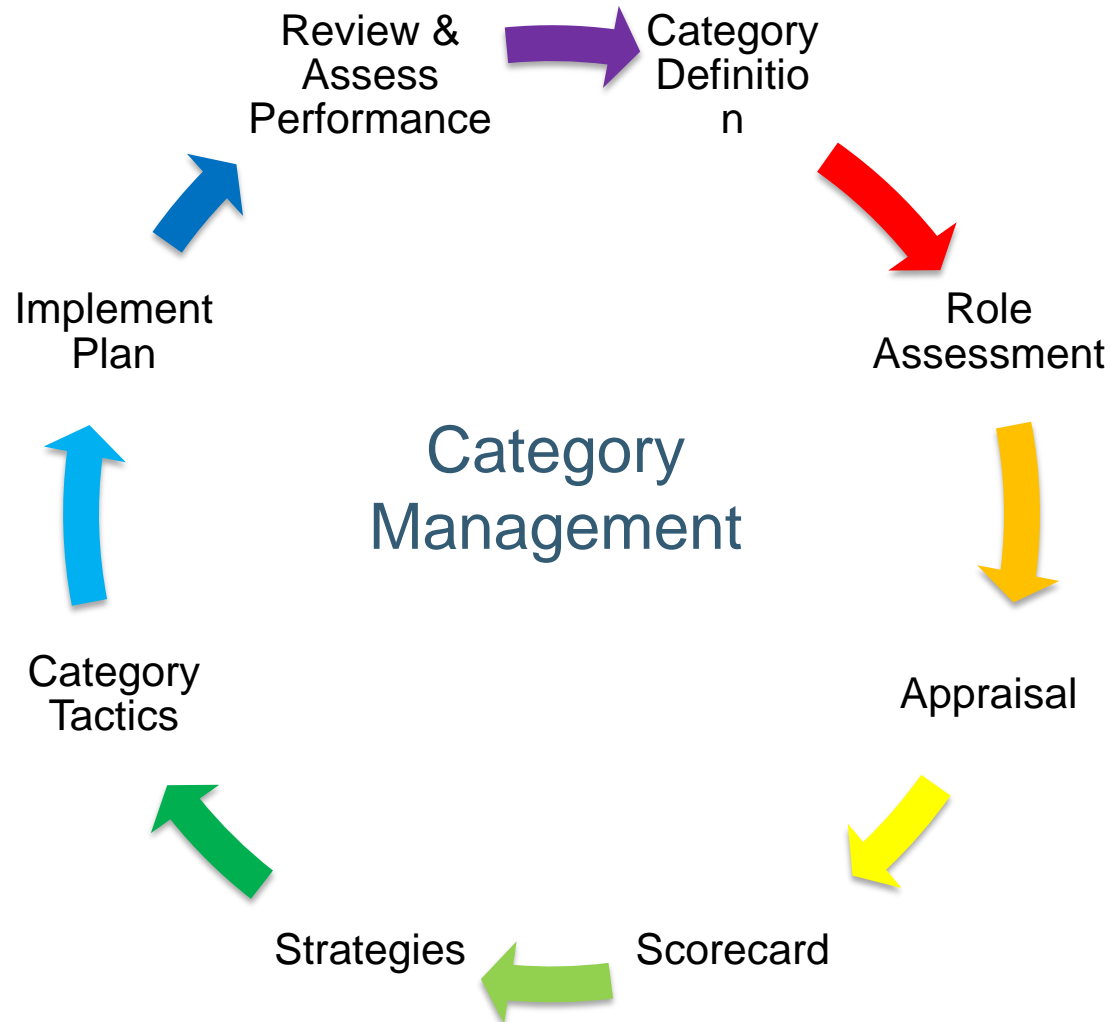 Review &
Assess
Performance
Category
Definitio
n
Role
Assessment
Appraisal
Scorecard
Strategies
Category
Tactics
Implement
Plan
Category
Management